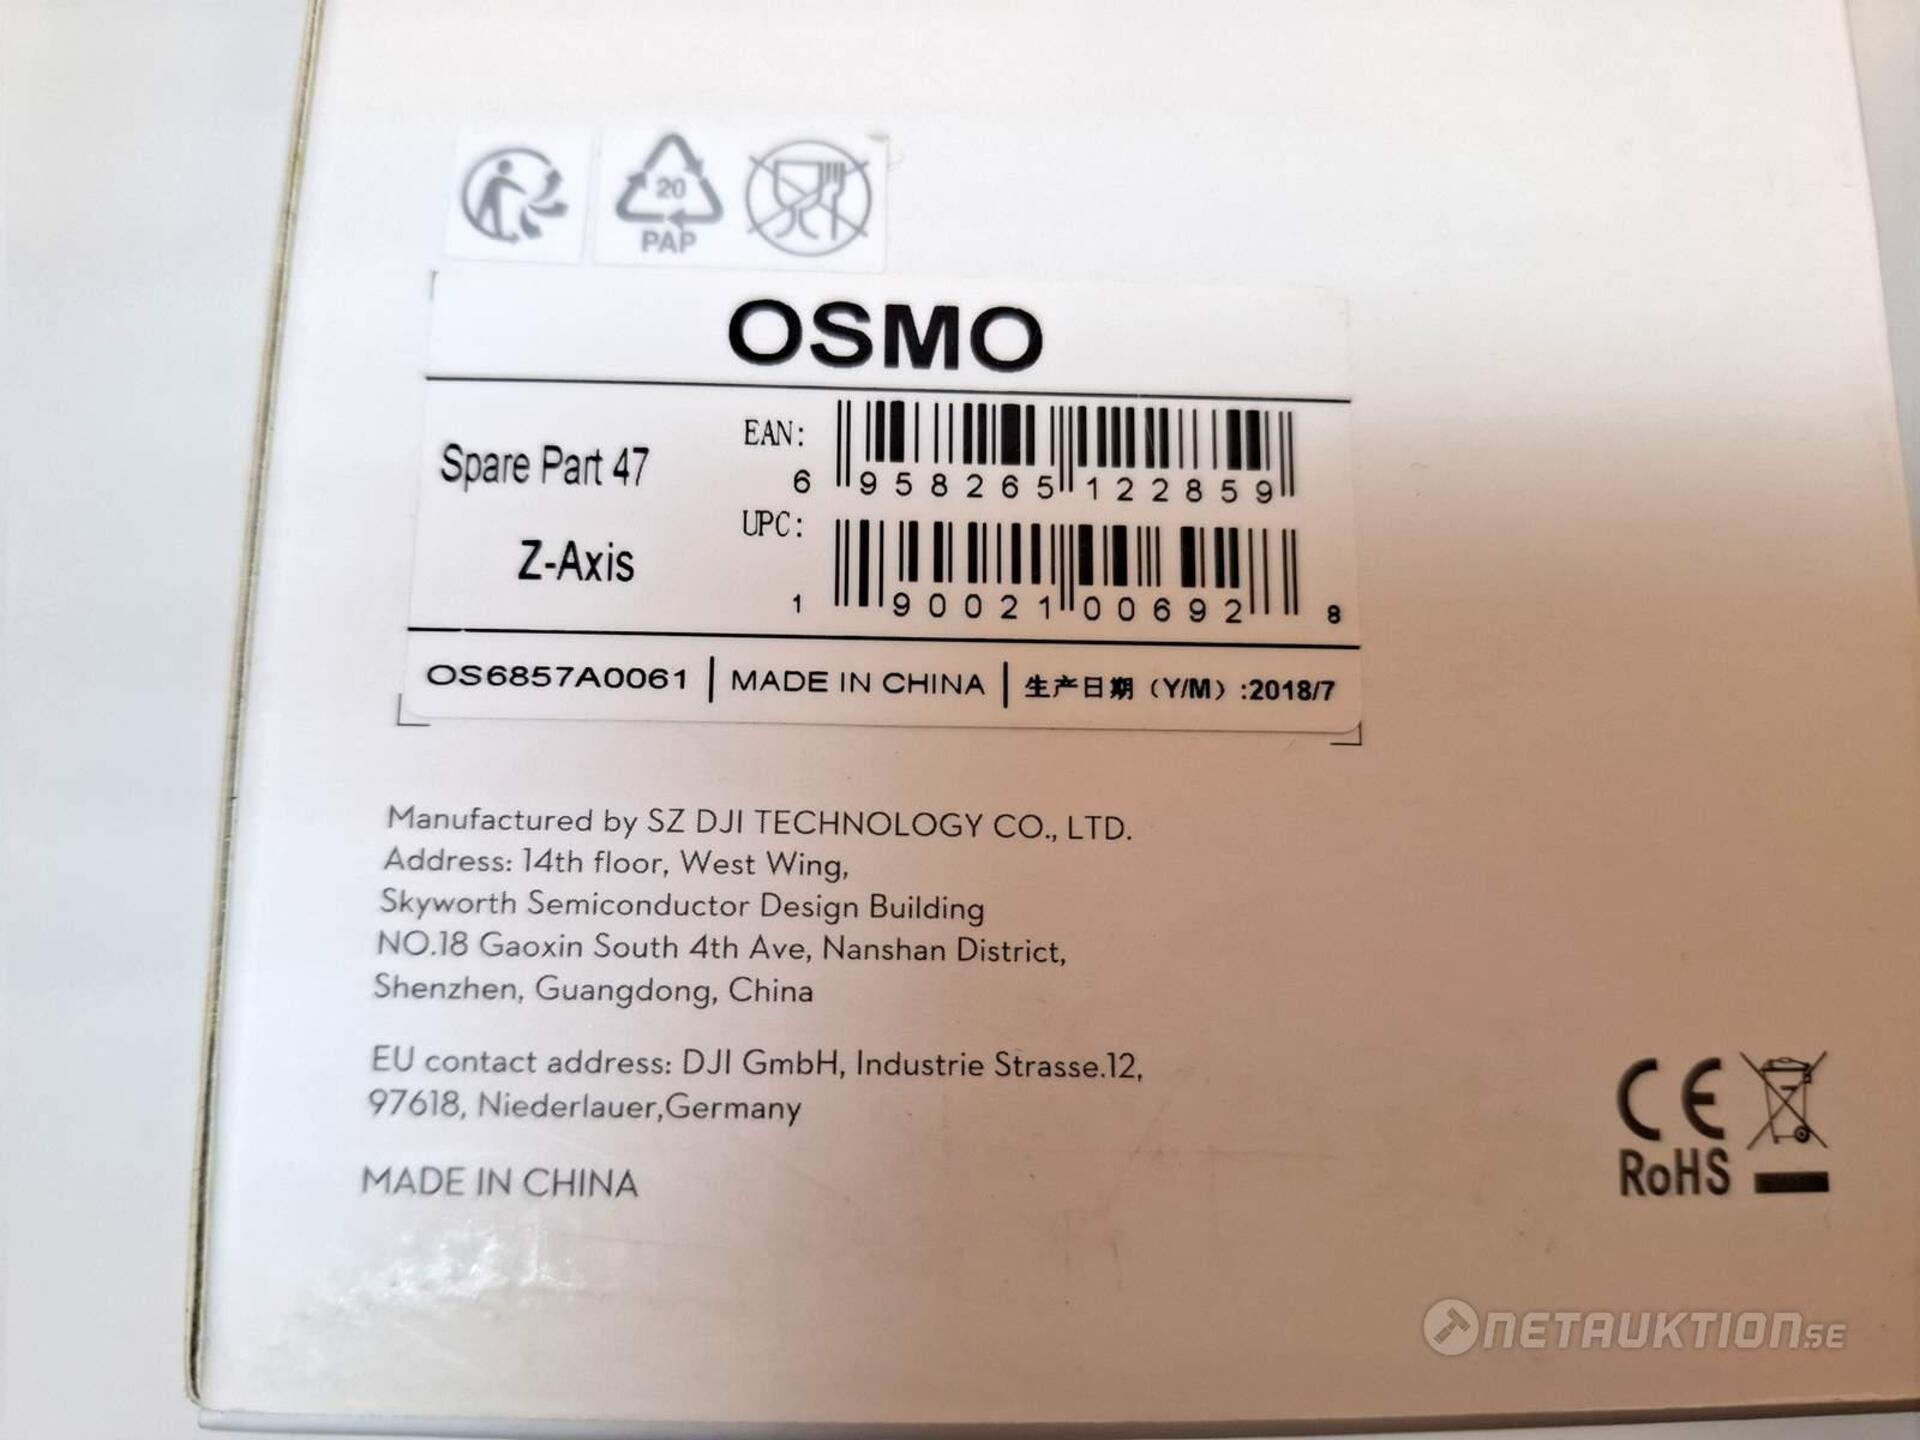 20
PAP
OSMO
Spare Part 47
Z-Axis
EAN:
6 958265 122859
UPC:
1 90021 00692 8
OS6857A0061 | MADE IN CHINA | 生产日期 (Y/M) :2018/7
Manufactured by SZ DJI TECHNOLOGY CO., LTD.
Address: 14th floor, West Wing,
Skyworth Semiconductor Design Building
NO.18 Gaoxin South 4th Ave, Nanshan District,
Shenzhen, Guangdong, China
EU contact address: DJI GmbH, Industrie Strasse.12,
97618, Niederlauer,Germany
MADE IN CHINA
CE
RoHS
NETAUKTION.SE